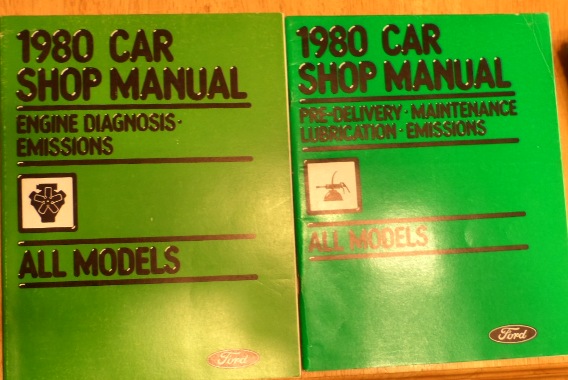 1980 CAR
SHOP MANUAL
ENGINE DIAGNOSIS·
EMISSIONS
ALL MODELS
Ford
1980 CAR
SHOP MANUAL
PRE-DELIVERY · MAINTENANCE
LUBRICATION · EMISSIONS
ALL MODELS
Ford